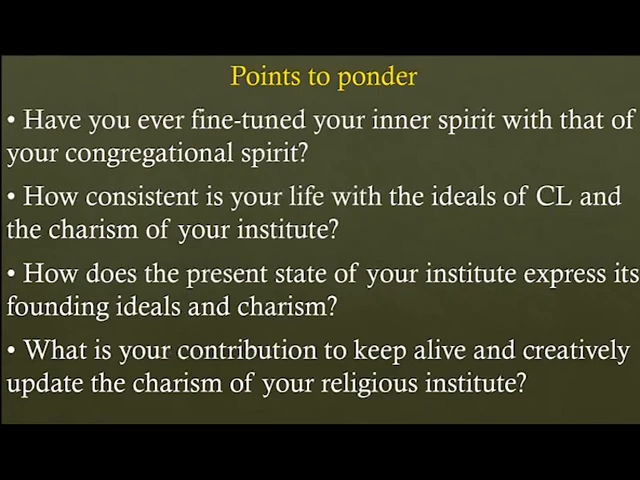 Points to ponder
• Have you ever fine-tuned your inner spirit with that of
your congregational spirit?
• How consistent is your life with the ideals of CL and
the charism of your institute?
• How does the present state of your institute express its
founding ideals and charism?
• What is your contribution to keep alive and creatively
update the charism of your religious institute?